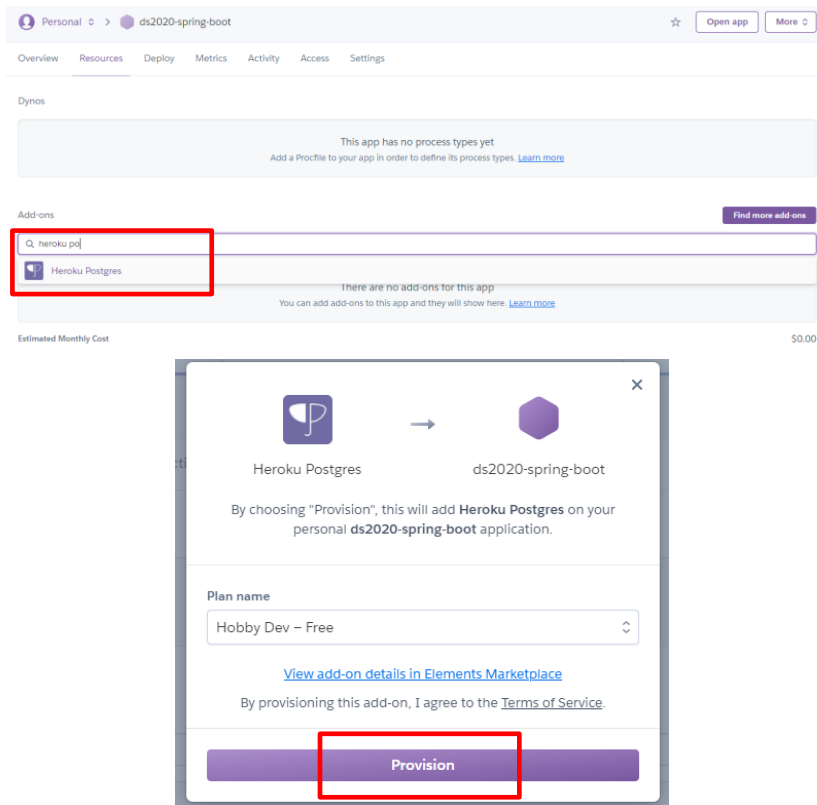 Personal > ds2020-spring-boot Open app More
Overview Resources Deploy Metrics Activity Access Settings
Dynos
This app has no process types yet
Add a Procfile to your app in order to define its process types. Learn more
Add-ons Find more add-ons
heroku po
Heroku Postgres
There are no add-ons for this app
You can add add-ons to this app and they will show here. Learn more
Estimated Monthly Cost $0.00
Heroku Postgres ds2020-spring-boot
By choosing "Provision", this will add Heroku Postgres on your
personal ds2020-spring-boot application.
Plan name
Hobby Dev – Free
View add-on details in Elements Marketplace
By provisioning this add-on, I agree to the Terms of Service.
Provision